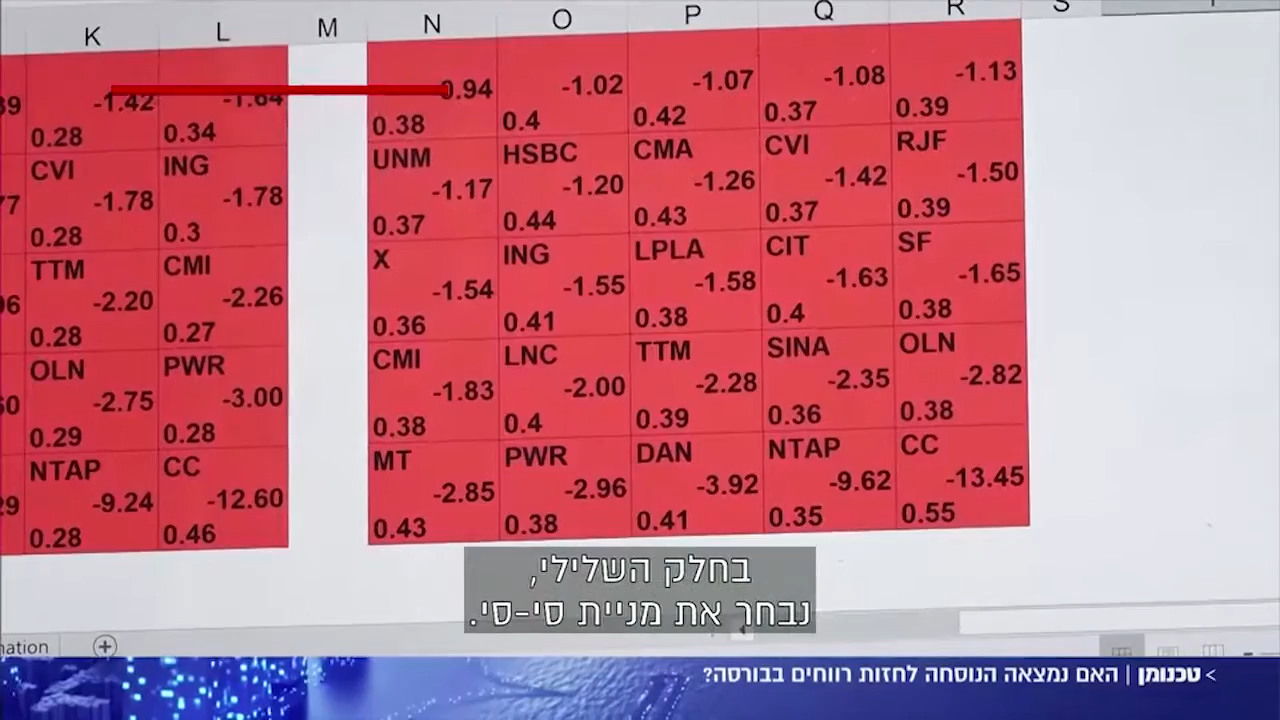 K L M N O P Q R S
39 -1.42 -1.64 0.94 -1.02 -1.07 -1.08 -1.13
0.28 0.34 0.38 0.4 0.42 0.37 0.39
CVI ING UNM HSBC CMA CVI RJF
77 -1.78 -1.78 -1.17 -1.20 -1.26 -1.42 -1.50
0.28 0.3 0.37 0.44 0.43 0.37 0.39
TTM CMI X ING LPLA CIT SF
96 -2.20 -2.26 -1.54 -1.55 -1.58 -1.63 -1.65
0.28 0.27 0.36 0.41 0.38 0.4 0.38
OLN PWR CMI LNC TTM SINA OLN
60 -2.75 -3.00 -1.83 -2.00 -2.28 -2.35 -2.82
0.29 0.28 0.38 0.4 0.39 0.36 0.38
NTAP CC MT PWR DAN NTAP CC
29 -9.24 -12.60 -2.85 -2.96 -3.92 -9.62 -13.45
0.28 0.46 0.43 0.38 0.41 0.35 0.55
בחלק השלילי,
נבחר את מניית סי-סי.
nation
> טכנומן | האם נמצאה הנוסחה לחזות רווחים בבורסה?